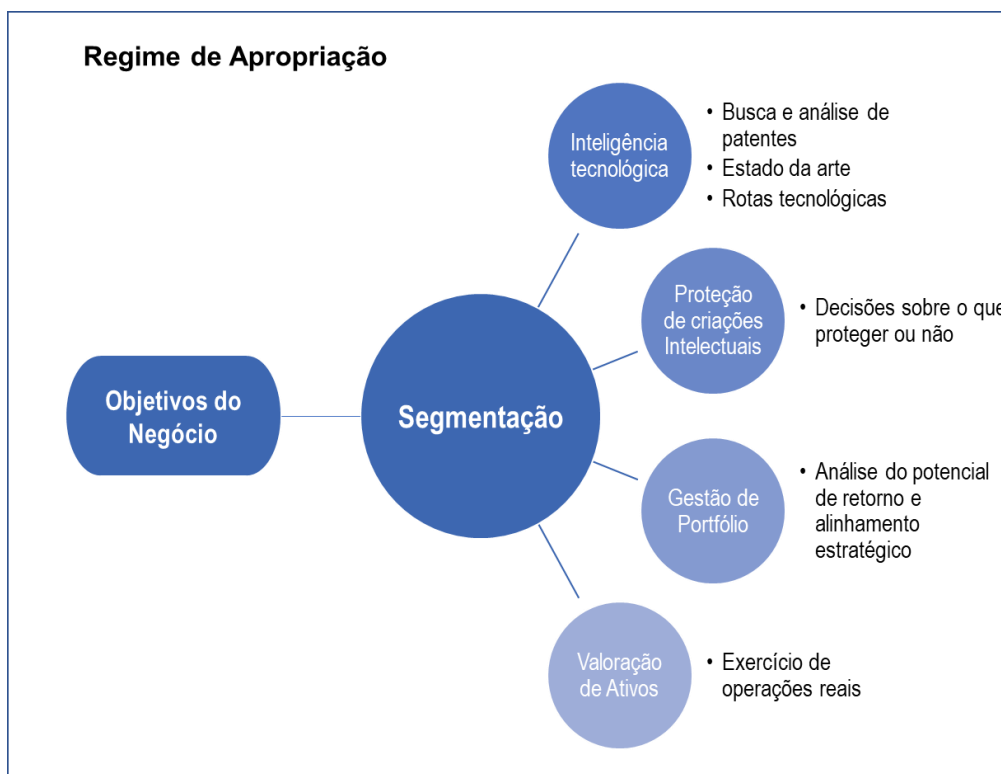 Regime de Apropriação
Inteligência
tecnológica
• Busca e análise de
patentes
• Estado da arte
• Rotas tecnológicas
Proteção
de criações
Intelectuais
• Decisões sobre o que
proteger ou não
Objetivos do
Negócio
Segmentação
Gestão de
Portfólio
• Análise do potencial
de retorno e
alinhamento
estratégico
Valoração
de Ativos
• Exercício de
operações reais